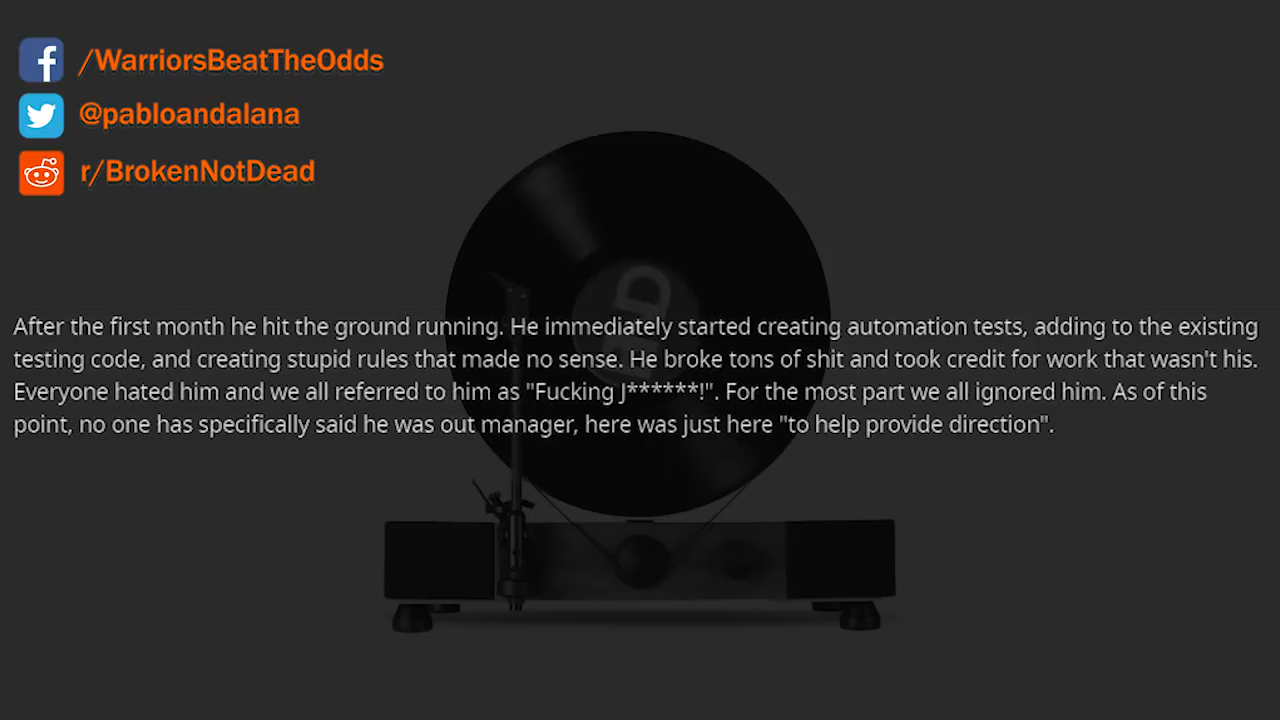 /WarriorsBeatTheOdds
@pabloandalana
r/BrokenNotDead
After the first month he hit the ground running. He immediately started creating automation tests, adding to the existing
testing code, and creating stupid rules that made no sense. He broke tons of shit and took credit for work that wasn't his.
Everyone hated him and we all referred to him as "Fucking J******!". For the most part we all ignored him. As of this
point, no one has specifically said he was out manager, here was just here "to help provide direction".